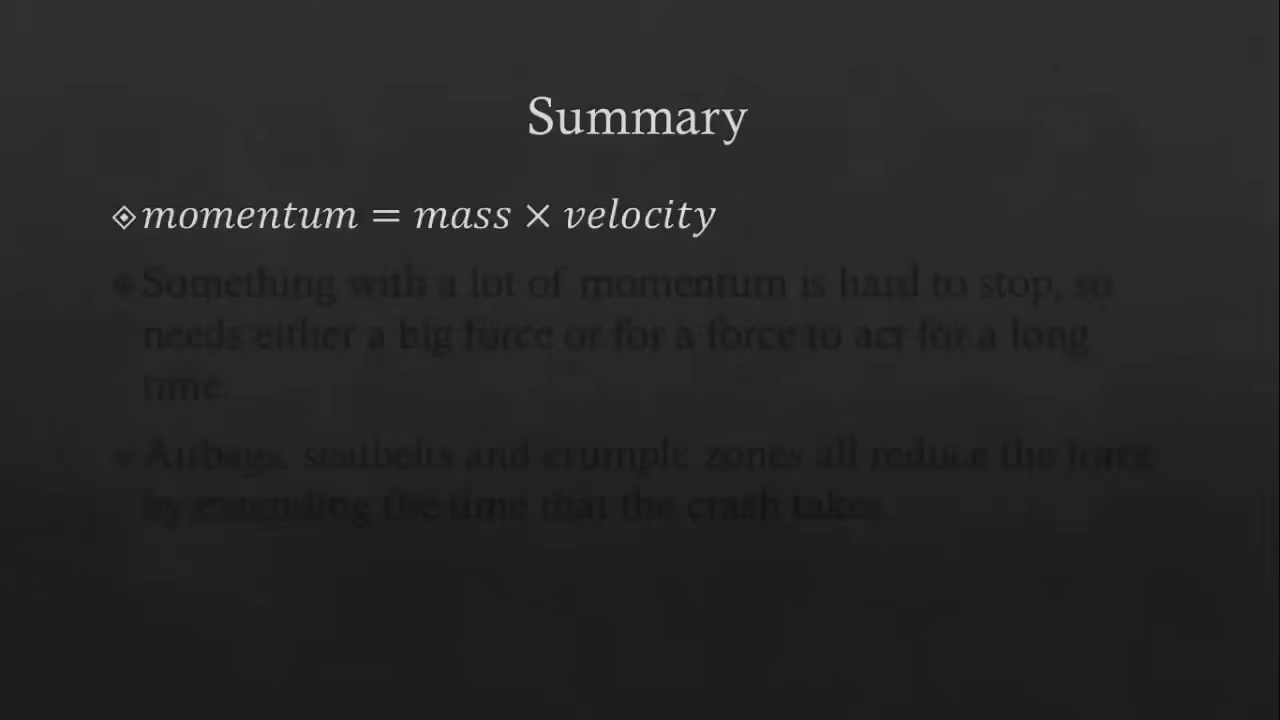 Summary
momentum = mass × velocity
Something with a lot of momentum is hard to stop, so
needs either a big force or for a force to act for a long
time.
Airbags, seatbelts and crumple zones all reduce the force
by extending the time that the crash takes.